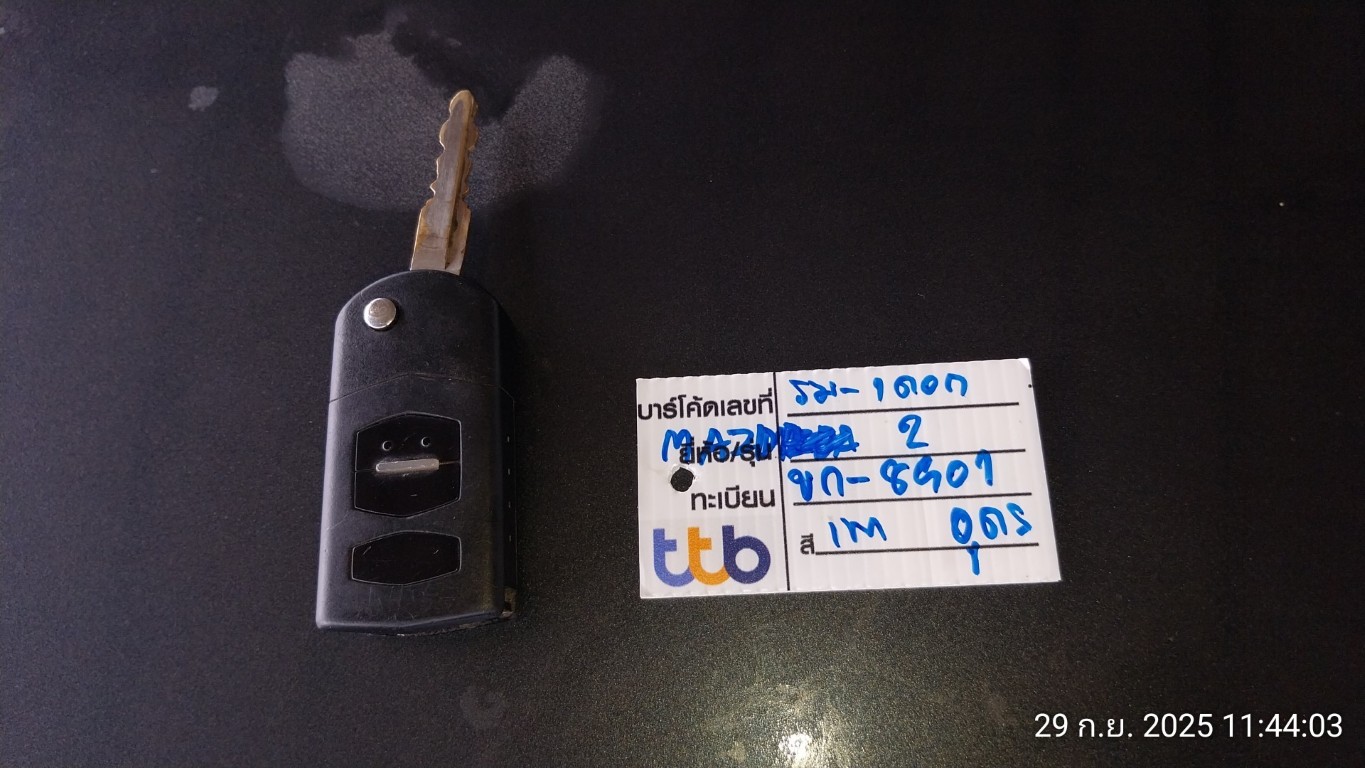 บาร์โค้ดเลขที่ รม-1ดอก
ยี่ห้อ/รุ่น MAZDA 2
ทะเบียน ขก-8901
สี เทา อุดร
ttb
29 ก.ย. 2025 11:44:03